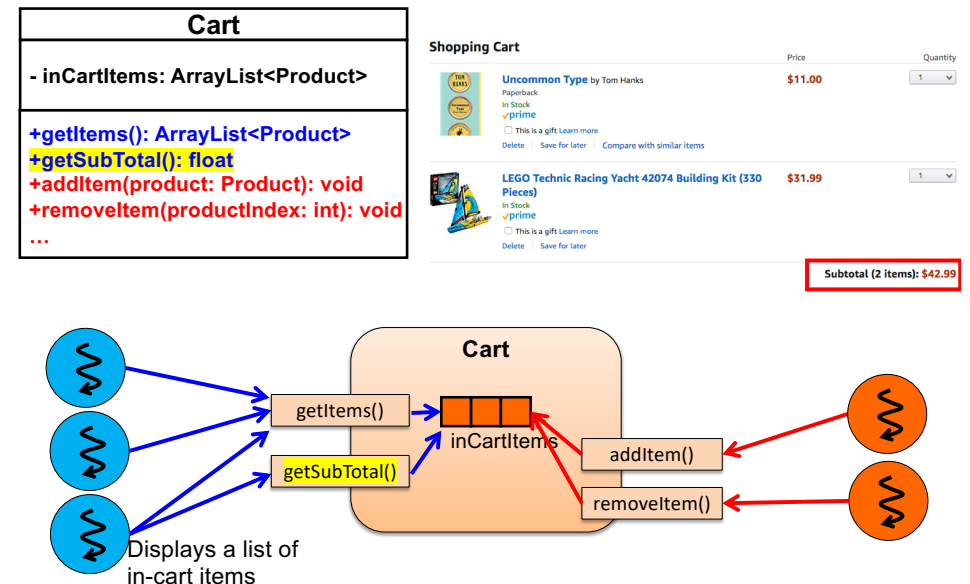 Cart
- inCartItems: ArrayList<Product>
+getItems(): ArrayList<Product>
+getSubTotal(): float
+addItem(product: Product): void
+removeItem(productIndex: int): void
…
Shopping Cart
Price
Quantity
TOM
HANKS
Uncommon Type by Tom Hanks
$11.00
1
Paperback
In Stock
prime
This is a gift Learn more
Delete
Save for later
Compare with similar items
LEGO Technic Racing Yacht 42074 Building Kit (330
Pieces)
$31.99
1
In Stock
prime
This is a gift Learn more
Delete
Save for later
Subtotal (2 items): $42.99
Cart
getItems()
inCartItems
getSubTotal()
addItem()
removeItem()
Displays a list of
in-cart items